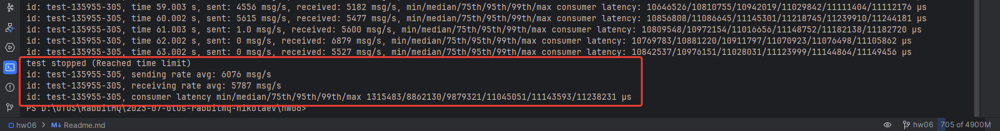 id: test-135955-305, time 59.003 s, sent: 4556 msg/s, received: 5182 msg/s, min/median/75th/95th/99th/max consumer latency: 10646526/10810755/10942019/11029842/11111404/11112176 µs
id: test-135955-305, time 60.002 s, sent: 5615 msg/s, received: 5477 msg/s, min/median/75th/95th/99th/max consumer latency: 10856808/11086645/11145301/11218745/11239910/11244181 µs
id: test-135955-305, time 61.003 s, sent: 1.0 msg/s, received: 5600 msg/s, min/median/75th/95th/99th/max consumer latency: 10809548/10972154/11016656/11148752/11182138/11182720 µs
id: test-135955-305, time 62.003 s, sent: 0 msg/s, received: 6879 msg/s, min/median/75th/95th/99th/max consumer latency: 10769783/10881220/10911797/11070923/11076498/11105862 µs
id: test-135955-305, time 63.002 s, sent: 0 msg/s, received: 5527 msg/s, min/median/75th/95th/99th/max consumer latency: 10842537/10976151/11028031/11123999/11144864/11149456 µs
test stopped (Reached time limit)
id: test-135955-305, sending rate avg: 6076 msg/s
id: test-135955-305, receiving rate avg: 5787 msg/s
id: test-135955-305, consumer latency min/median/75th/95th/99th/max 1315483/8862130/9879321/11045051/11143593/11238231 µs
PS D:\OTUS\RabbitMQ\2025-07-otus-rabbitmq-nikolaev\hw06>
hw06 > M↓ Readme.md hw06 705 of 4900M